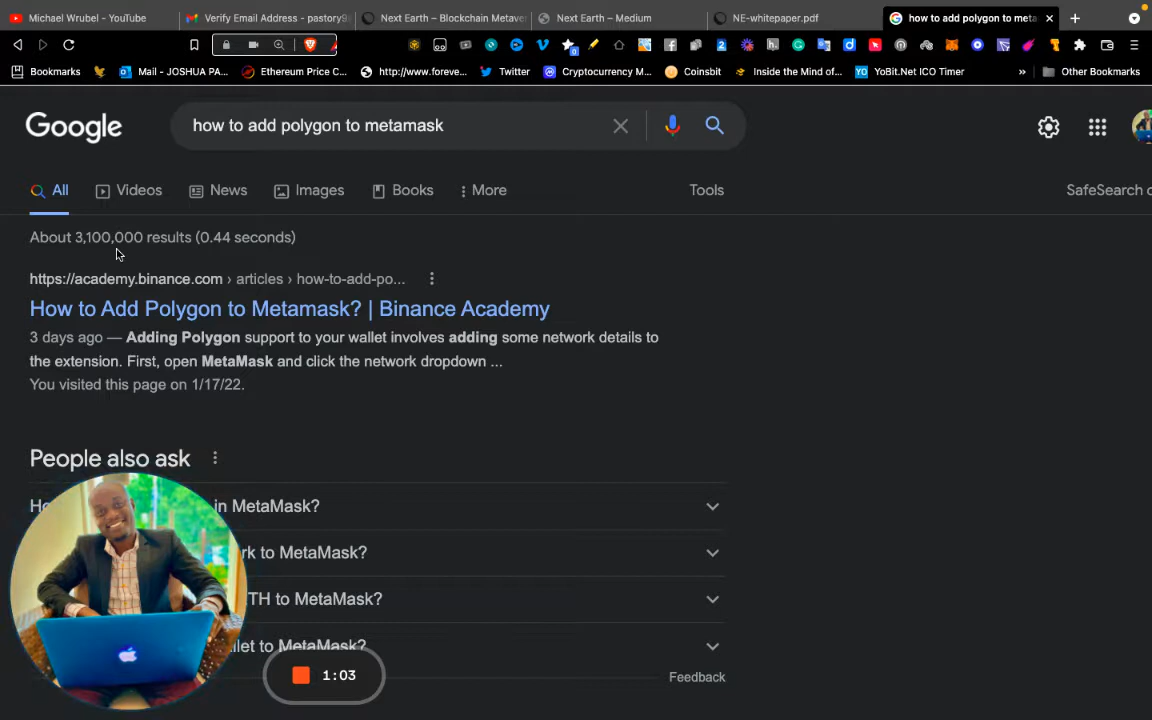 Michael Wrubel - YouTube
Verify Email Address - pastory9
Next Earth – Blockchain Metaver
Next Earth – Medium
NE-whitepaper.pdf
how to add polygon to meta
Bookmarks
Mail - JOSHUA PA...
Ethereum Price C...
http://www.foreve...
Twitter
Cryptocurrency M...
Coinsbit
Inside the Mind of...
YO YoBit.Net ICO Timer
»
Other Bookmarks
Google
how to add polygon to metamask
All
Videos
News
Images
Books
More
Tools
SafeSearch
About 3,100,000 results (0.44 seconds)
https://academy.binance.com › articles › how-to-add-po...
How to Add Polygon to Metamask? | Binance Academy
3 days ago — Adding Polygon support to your wallet involves adding some network details to
the extension. First, open MetaMask and click the network dropdown ...
You visited this page on 1/17/22.
People also ask
in MetaMask?
to MetaMask?
to MetaMask?
to MetaMask?
1:03
Feedback